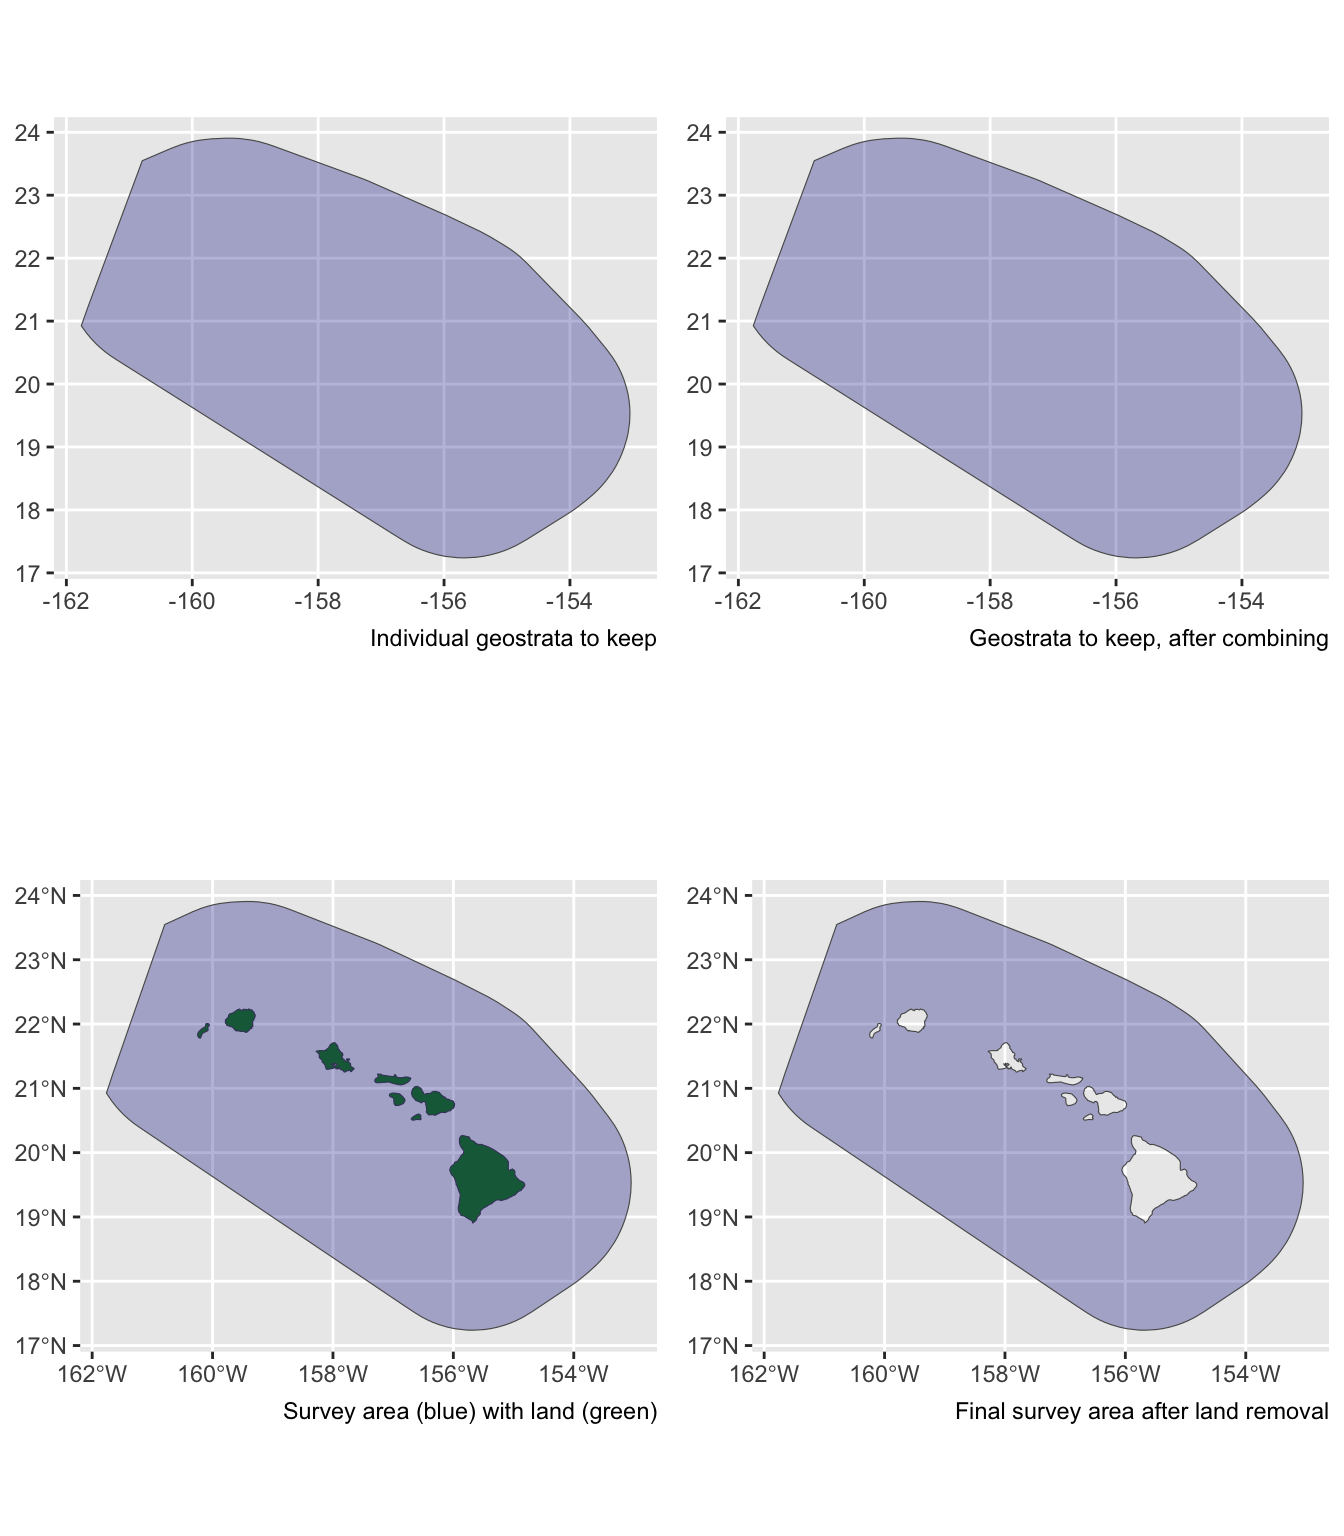 24
23
22
21
20
19
18
17
-162 -160 -158 -156 -154
Individual geostrata to keep
24
23
22
21
20
19
18
17
-162 -160 -158 -156 -154
Geostrata to keep, after combining
24°N
23°N
22°N
21°N
20°N
19°N
18°N
17°N
162°W 160°W 158°W 156°W 154°W
Survey area (blue) with land (green)
24°N
23°N
22°N
21°N
20°N
19°N
18°N
17°N
162°W 160°W 158°W 156°W 154°W
Final survey area after land removal